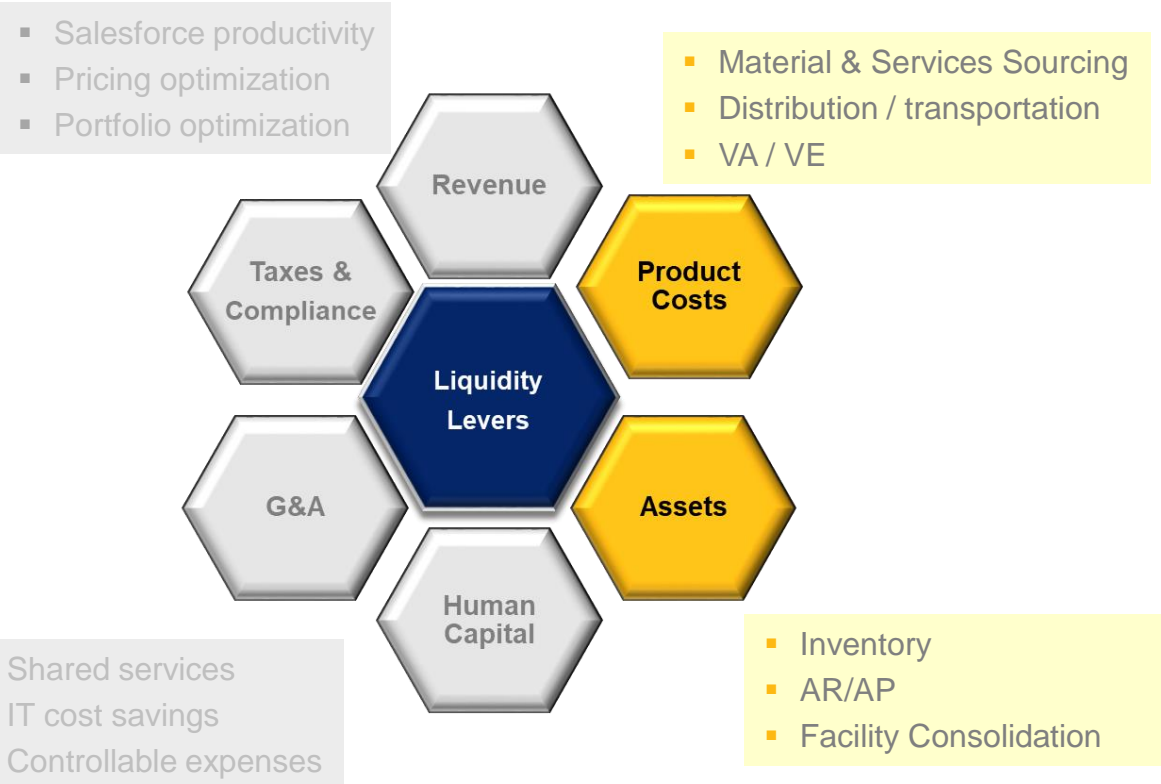 Salesforce productivity
Pricing optimization
Portfolio optimization
Material & Services Sourcing
Distribution / transportation
VA / VE
Revenue
Taxes &
Compliance
Product
Costs
Liquidity
Levers
G&A
Assets
Human
Capital
Shared services
IT cost savings
Controllable expenses
Inventory
AR/AP
Facility Consolidation